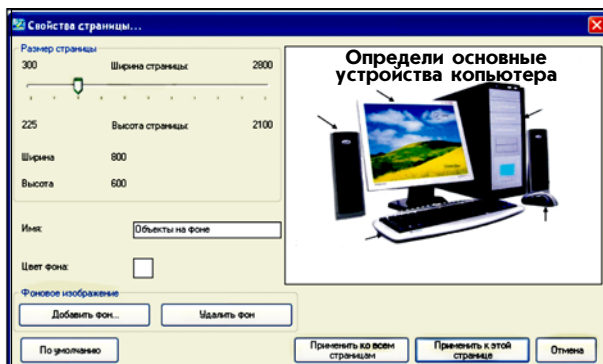 Свойства страницы...
Размер страницы
300 Ширина страницы: 2800
225 Высота страницы: 2100
Ширина 800
Высота 600
Имя: Объекты на фоне
Цвет фона:
Фоновое изображение
Добавить фон... Удалить фон
Определи основные
устройства копьютера
По умолчанию
Применить ко всем
страницам
Применить к этой
странице
Отмена